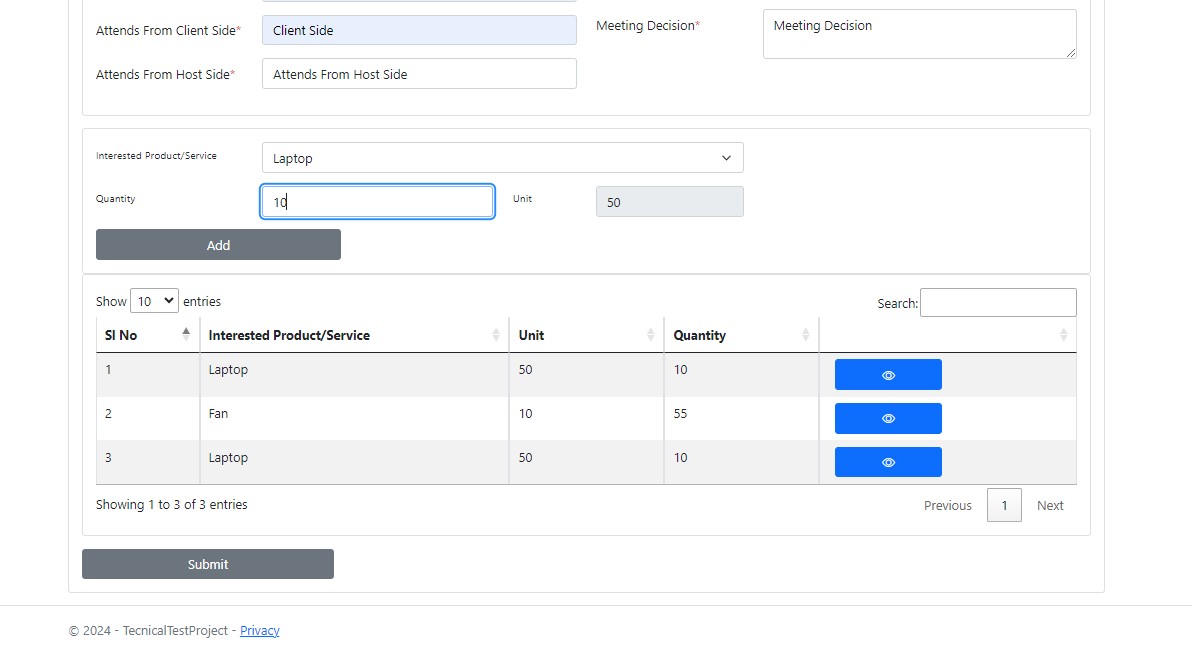 Attends From Client Side* Client Side Meeting Decision* Meeting Decision
Attends From Host Side* Attends From Host Side
Interested Product/Service Laptop
Quantity 10 Unit 50
Add
Show 10 entries Search:
Sl No Interested Product/Service Unit Quantity
1 Laptop 50 10
2 Fan 10 55
3 Laptop 50 10
Showing 1 to 3 of 3 entries Previous 1 Next
Submit
© 2024 - TecnicalTestProject - Privacy